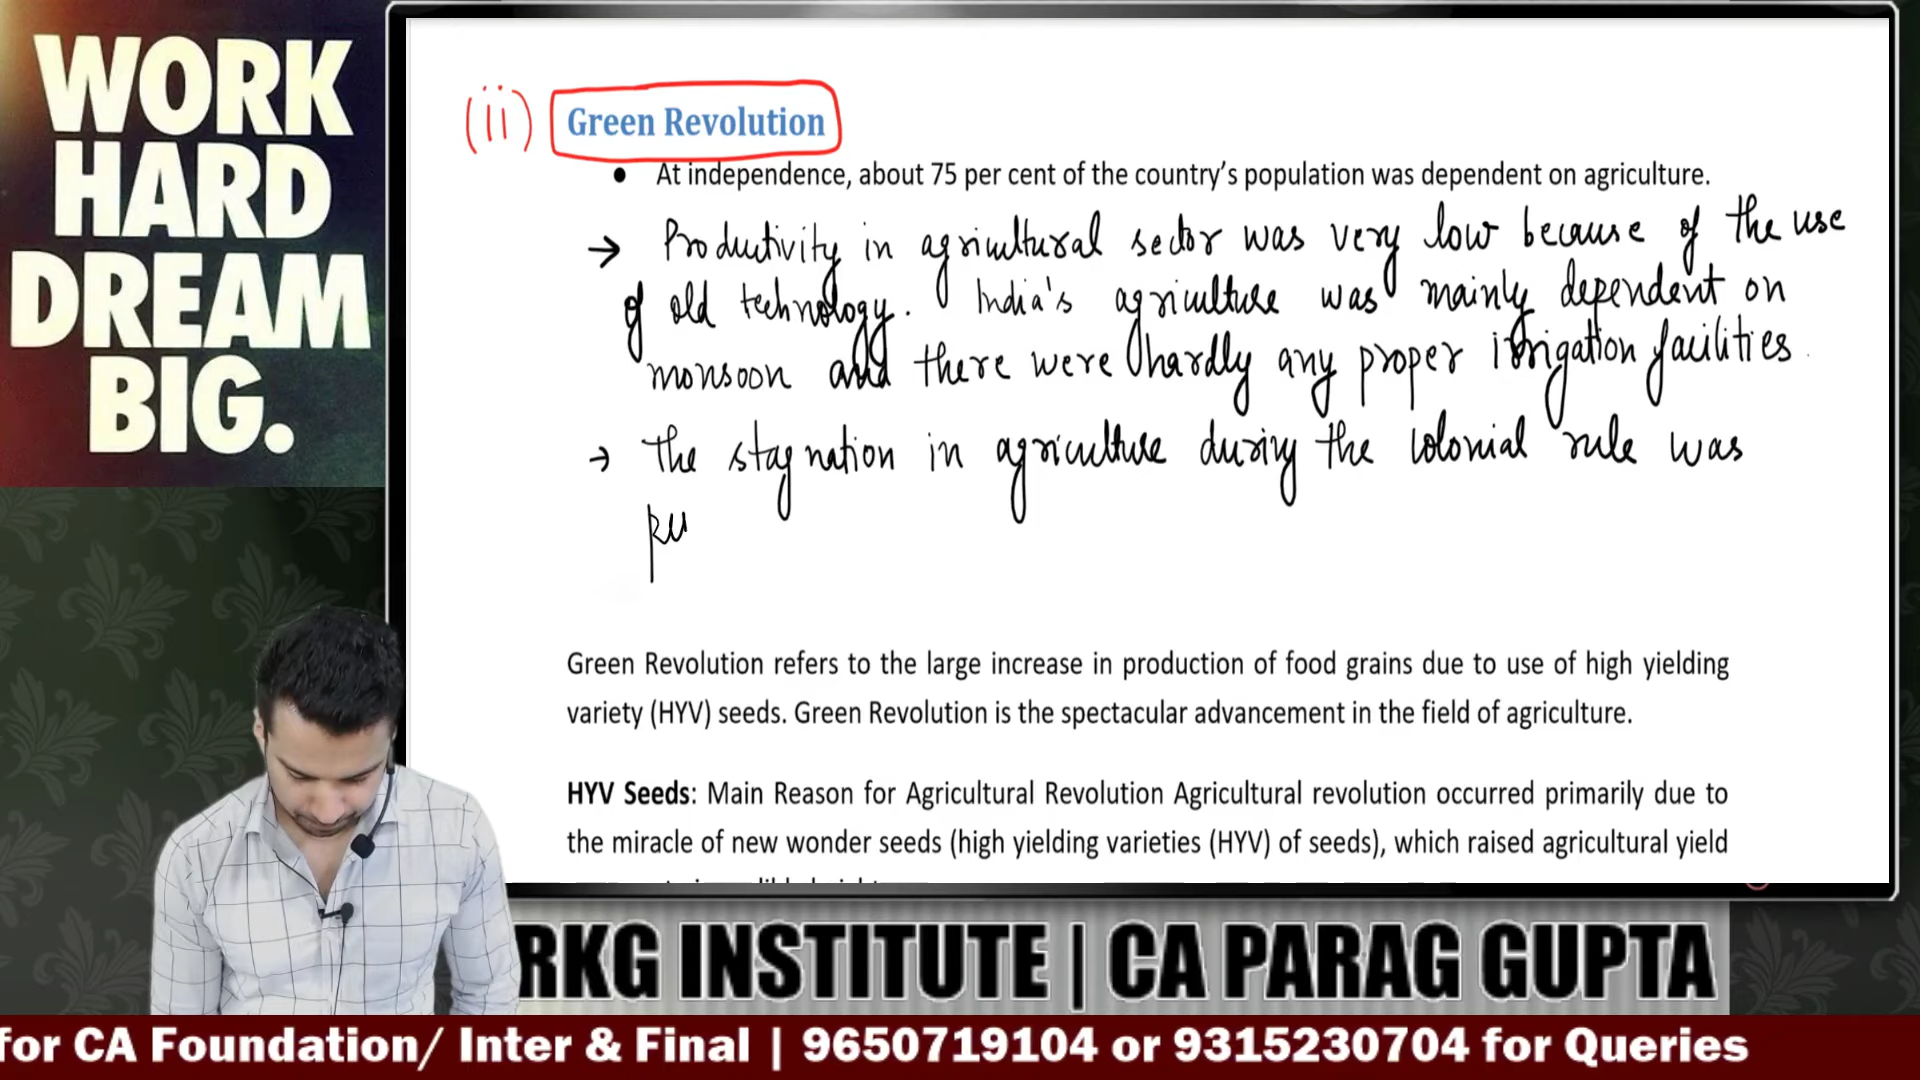 WORK
HARD
DREAM
BIG.
(ii) Green Revolution
• At independence, about 75 per cent of the country's population was dependent on agriculture.
→ Productivity in agricultural sector was very low because of the use
of old technology. India's agriculture was mainly dependent on
monsoon and there were hardly any proper irrigation facilities.
→ The stagnation in agriculture during the colonial rule was
pu
Green Revolution refers to the large increase in production of food grains due to use of high yielding
variety (HYV) seeds. Green Revolution is the spectacular advancement in the field of agriculture.
HYV Seeds: Main Reason for Agricultural Revolution Agricultural revolution occurred primarily due to
the miracle of new wonder seeds (high yielding varieties (HYV) of seeds), which raised agricultural yield
RKG INSTITUTE | CA PARAG GUPTA
for CA Foundation/ Inter & Final | 9650719104 or 9315230704 for Queries